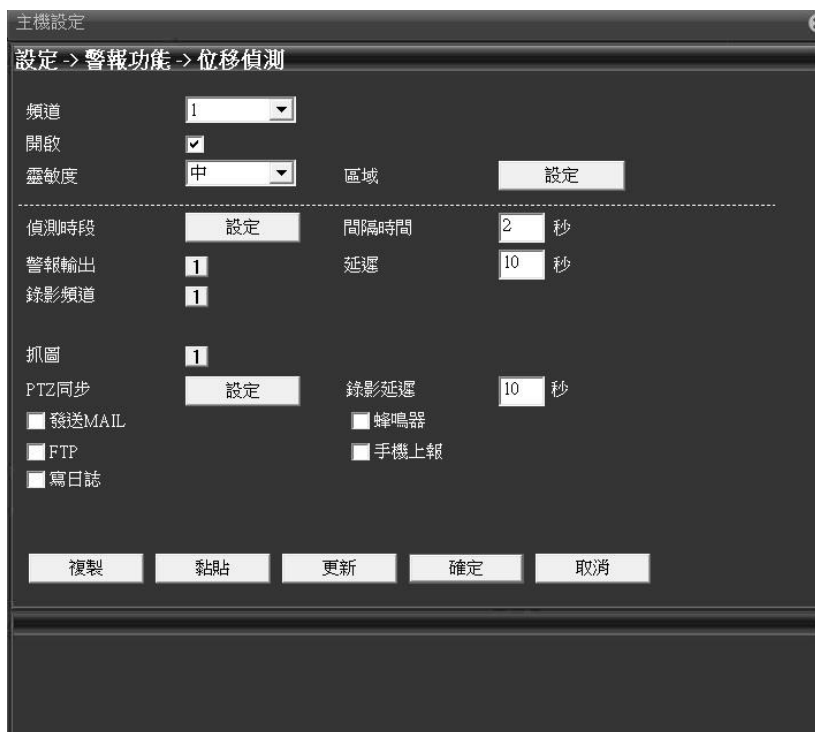 主機設定
設定 -> 警報功能 -> 位移偵測
頻道 1
開啟
靈敏度 中 區域 設定
偵測時段 設定 間隔時間 2 秒
警報輸出 1 延遲 10 秒
錄影頻道 1
抓圖 1
PTZ同步 設定 錄影延遲 10 秒
發送MAIL 蜂鳴器
FTP 手機上報
寫日誌
複製 黏貼 更新 確定 取消